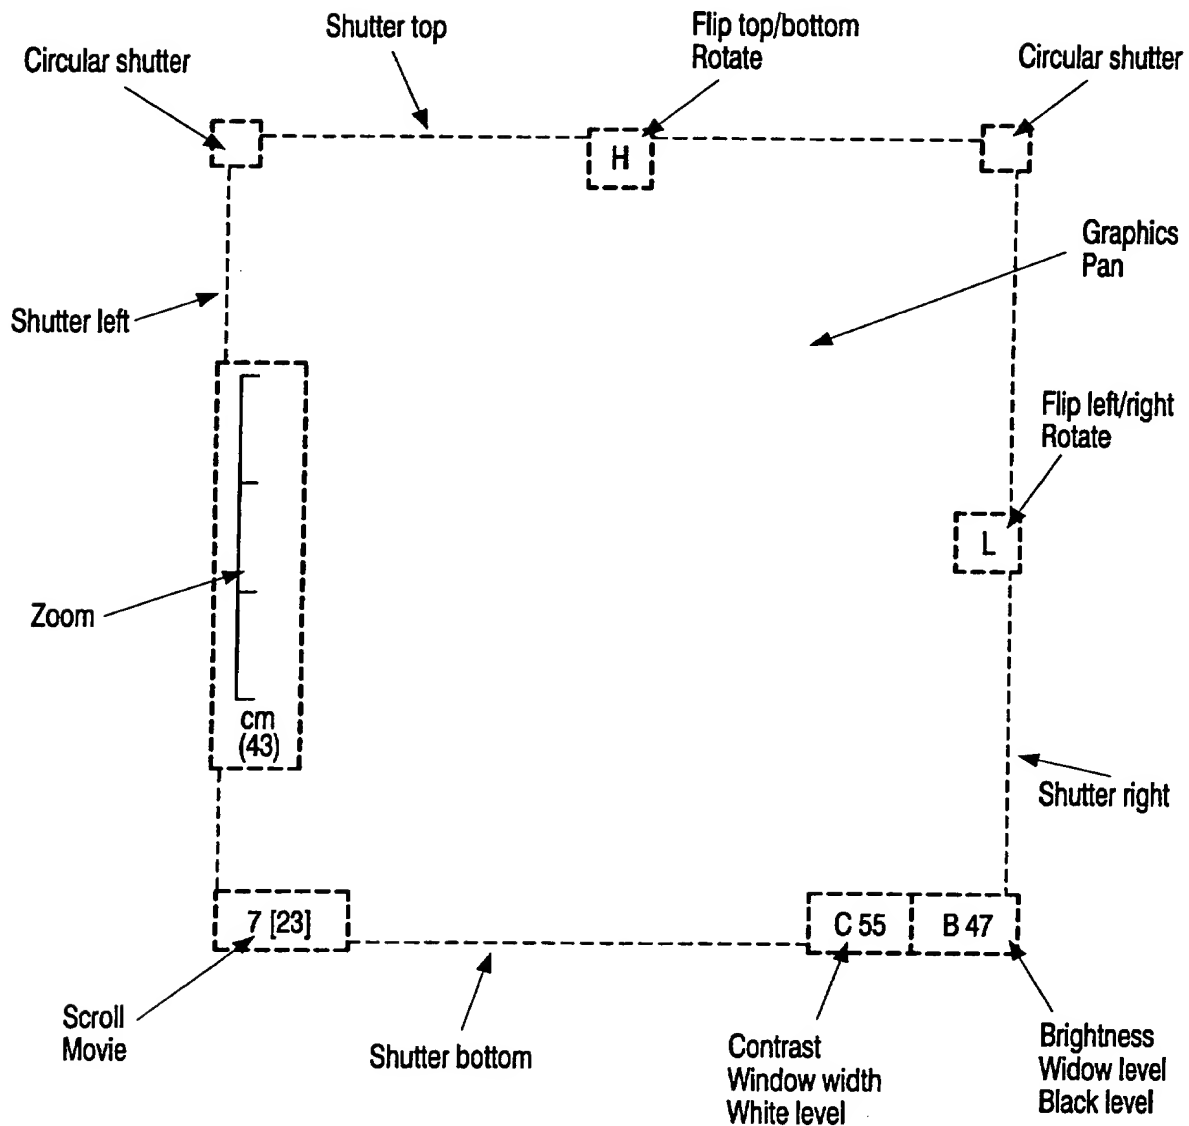 Shutter top
Flip top/bottom
Rotate
Circular shutter
Circular shutter
H
Graphics
Pan
Shutter left
Flip left/right
Rotate
L
Zoom
cm
(43)
Shutter right
7 [23]
C 55
B 47
Scroll
Movie
Shutter bottom
Contrast
Window width
White level
Brightness
Widow level
Black level